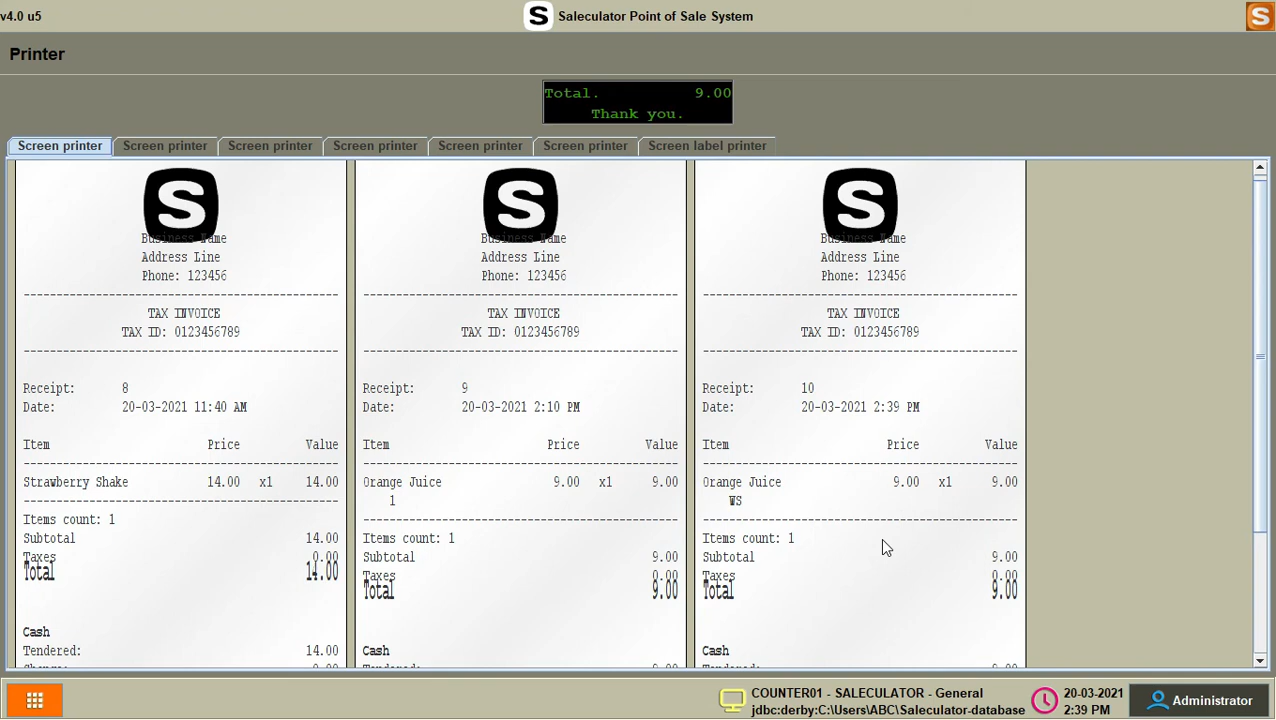 v4.0 u5
S Saleculator Point of Sale System S
Printer
Total. 9.00
Thank you.
Screen printer Screen printer Screen printer Screen printer Screen printer Screen printer Screen label printer
S
Business Name
Address Line
Phone: 123456
TAX INVOICE
TAX ID: 0123456789
Receipt: 8
Date: 20-03-2021 11:40 AM
Item Price Value
Strawberry Shake 14.00 x1 14.00
Items count: 1
Subtotal 14.00
Taxes 0.00
Total 14.00
Cash
Tendered: 14.00
S
Business Name
Address Line
Phone: 123456
TAX INVOICE
TAX ID: 0123456789
Receipt: 9
Date: 20-03-2021 2:10 PM
Item Price Value
Orange Juice 9.00 x1 9.00
1
Items count: 1
Subtotal 9.00
Taxes 0.00
Total 9.00
Cash
S
Business Name
Address Line
Phone: 123456
TAX INVOICE
TAX ID: 0123456789
Receipt: 10
Date: 20-03-2021 2:39 PM
Item Price Value
Orange Juice 9.00 x1 9.00
WS
Items count: 1
Subtotal 9.00
Taxes 0.00
Total 9.00
Cash
COUNTER01 - SALECULATOR - General
jdbc:derby:C:\Users\ABC\Saleculator-database
20-03-2021
2:39 PM
Administrator